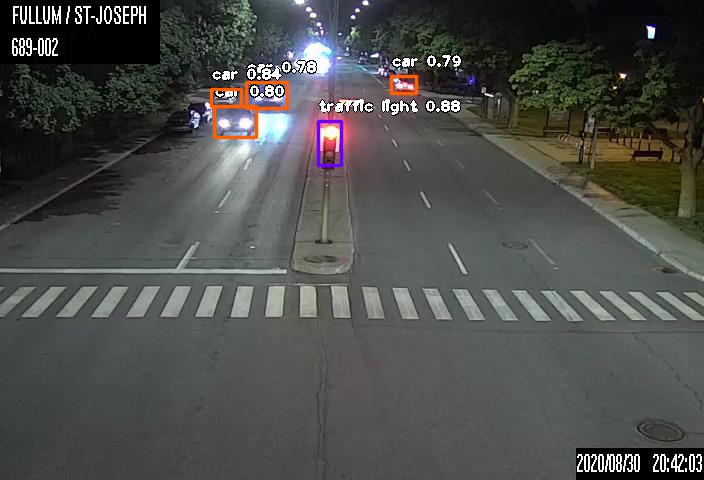 FULLUM / ST-JOSEPH
689-002
car 0.78
car 0.84
car 0.80
car 0.79
traffic light 0.88
2020/08/30 20:42:03